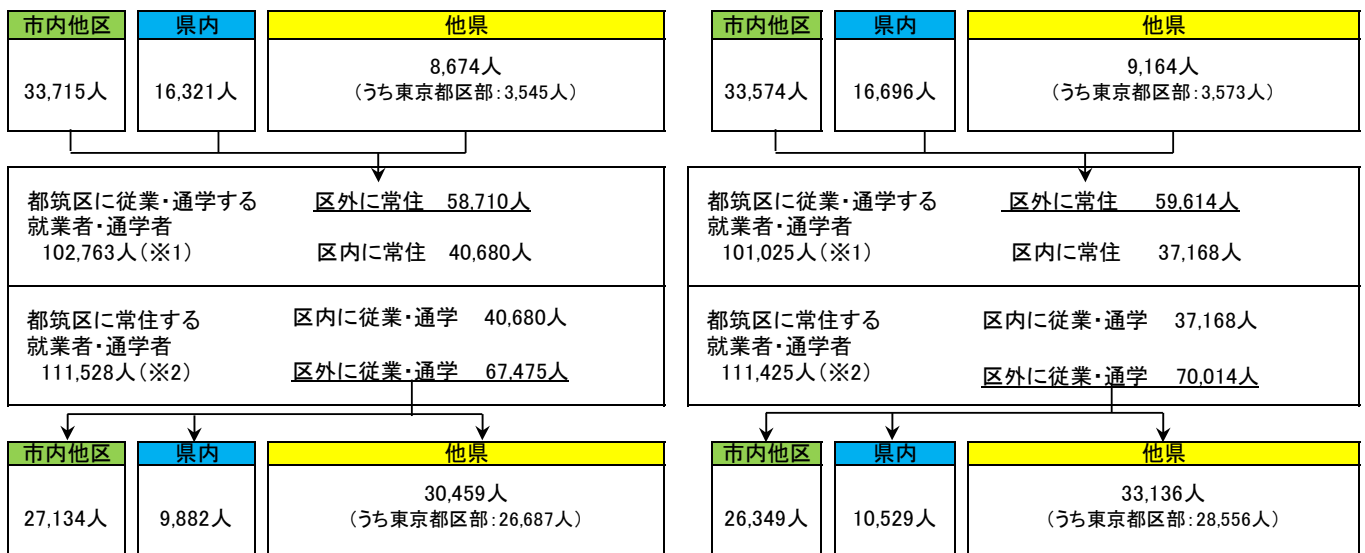 市内他区
県内
他県
33,715人
16,321人
8,674人
(うち東京都区部:3,545人)
都筑区に従業・通学する
就業者・通学者
102,763人(※1)
区外に常住 58,710人
区内に常住 40,680人
都筑区に常住する
就業者・通学者
111,528人(※2)
区内に従業・通学 40,680人
区外に従業・通学 67,475人
市内他区
県内
他県
27,134人
9,882人
30,459人
(うち東京都区部:26,687人)
市内他区
県内
他県
33,574人
16,696人
9,164人
(うち東京都区部:3,573人)
都筑区に従業・通学する
就業者・通学者
101,025人(※1)
区外に常住 59,614人
区内に常住 37,168人
都筑区に常住する
就業者・通学者
111,425人(※2)
区内に従業・通学 37,168人
区外に従業・通学 70,014人
市内他区
県内
他県
26,349人
10,529人
33,136人
(うち東京都区部:28,556人)